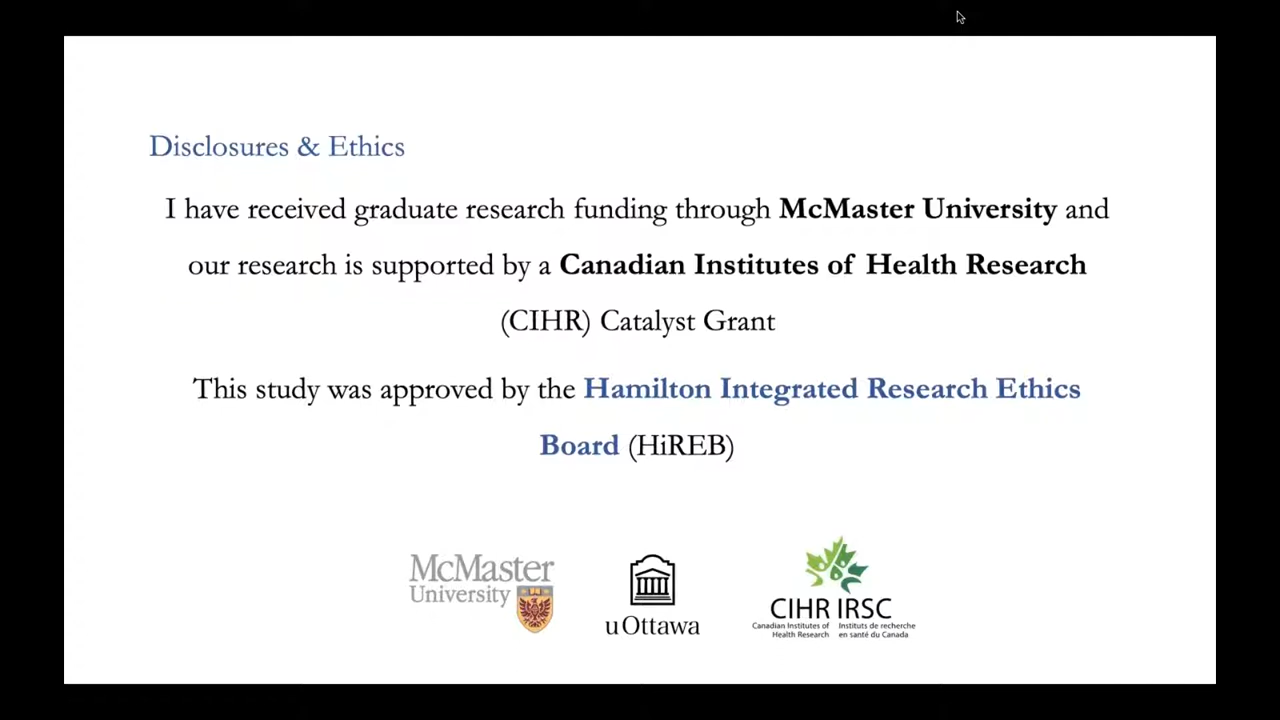 Disclosures & Ethics
I have received graduate research funding through McMaster University and
our research is supported by a Canadian Institutes of Health Research
(CIHR) Catalyst Grant
This study was approved by the Hamilton Integrated Research Ethics
Board (HiREB)
McMaster
University
uOttawa
CIHR IRSC
Canadian Institutes of Instituts de recherche
Health Research en santé du Canada